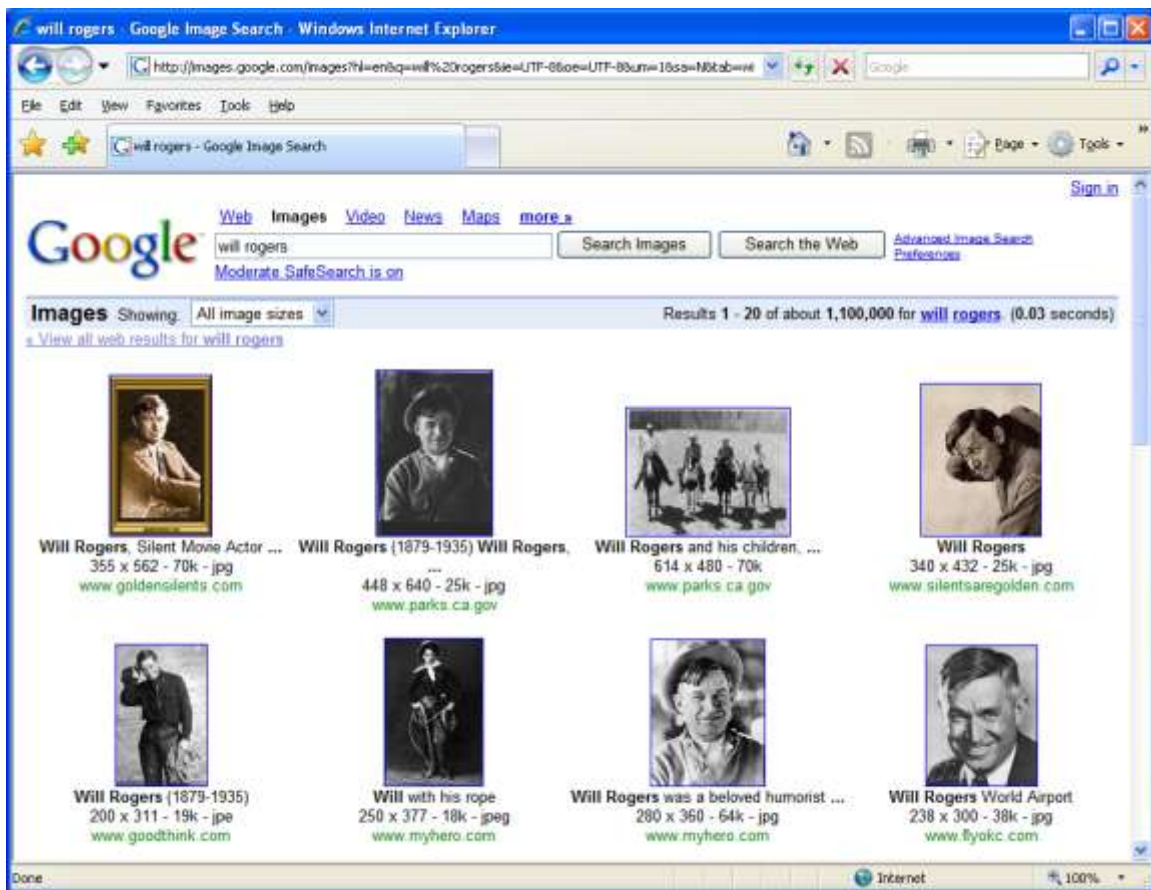 will rogers - Google Image Search - Windows Internet Explorer
Google
File Edit View Favorites Tools Help
will rogers - Google Image Search
Page Tools
Sign in
Google
Web Images Video News Maps more »
will rogers
Search Images
Search the Web
Advanced Image Search
Preferences
Moderate SafeSearch is on
Images Showing: All image sizes
Results 1 - 20 of about 1,100,000 for will rogers. (0.03 seconds)
« View all web results for will rogers
Will Rogers, Silent Movie Actor ...
355 x 562 - 70k - jpg
www.goldensilents.com
Will Rogers (1879-1935) Will Rogers,
...
448 x 640 - 25k - jpg
www.parks.ca.gov
Will Rogers and his children, ...
614 x 480 - 70k
www.parks.ca.gov
Will Rogers
340 x 432 - 25k - jpg
www.silentsaregolden.com
Will Rogers (1879-1935)
200 x 311 - 19k - jpe
www.goodthink.com
Will with his rope
250 x 377 - 18k - jpeg
www.myhero.com
Will Rogers was a beloved humorist ...
280 x 360 - 64k - jpg
www.myhero.com
Will Rogers World Airport
238 x 300 - 38k - jpg
www.flyokc.com
Done
Internet
100%